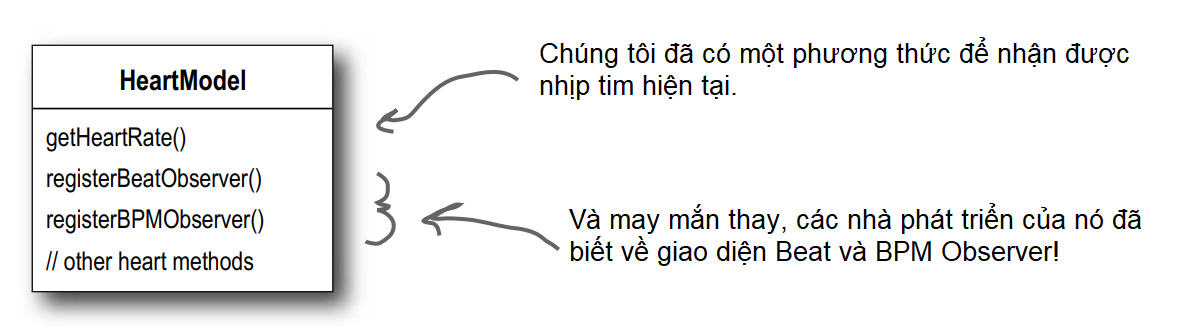 HeartModel
getHeartRate()
registerBeatObserver()
registerBPMObserver()
// other heart methods
Chúng tôi đã có một phương thức để nhận được
nhịp tim hiện tại.
Và may mắn thay, các nhà phát triển của nó đã
biết về giao diện Beat và BPM Observer!